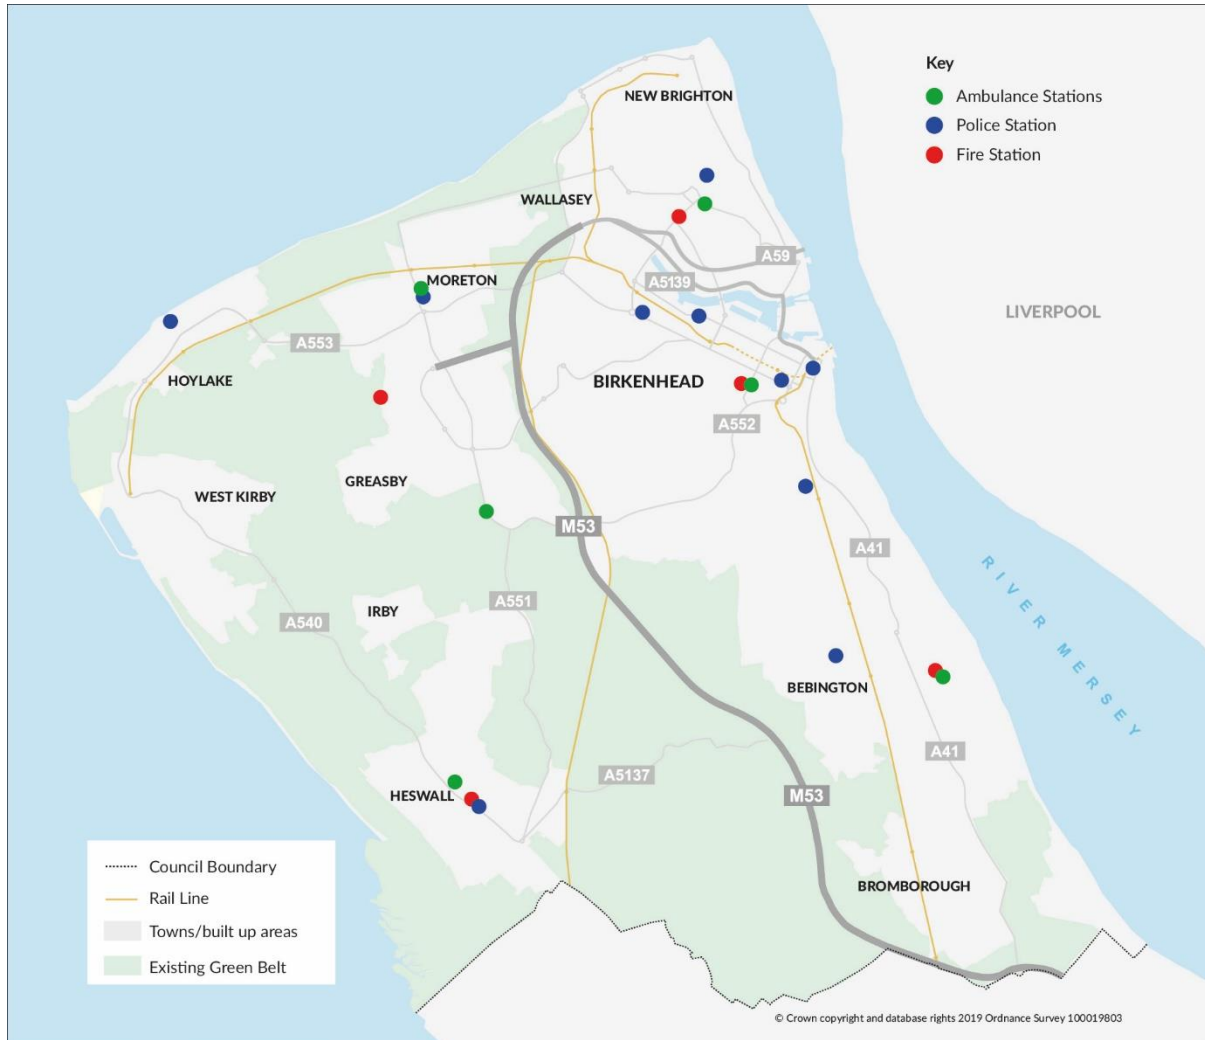 Key
Ambulance Stations
Police Station
Fire Station
NEW BRIGHTON
WALLASEY
A59
MORETON
A5139
LIVERPOOL
A553
HOYLAKE
BIRKENHEAD
A552
WEST KIRBY
GREASBY
M53
A41
RIVER MERSEY
A551
IRBY
A540
BEBINGTON
A41
A5137
HESWALL
M53
BROMBOROUGH
Council Boundary
Rail Line
Towns/built up areas
Existing Green Belt
© Crown copyright and database rights 2019 Ordnance Survey 100019803